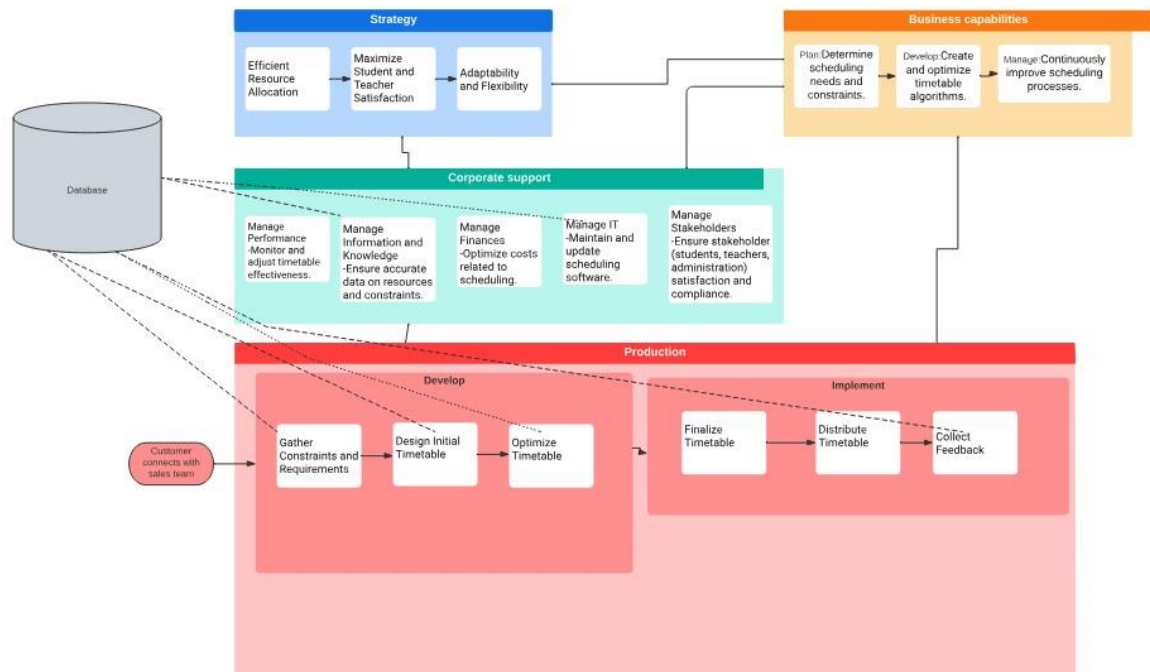 Strategy
Efficient
Resource
Allocation
Maximize
Student and
Teacher
Satisfaction
Adaptability
and Flexibility
Business capabilities
Plan:Determine
scheduling
needs and
constraints.
Develop:Create
and optimize
timetable
algorithms.
Manage:Continuously
improve scheduling
processes.
Database
Corporate support
Manage
Performance
-Monitor and
adjust timetable
effectiveness.
Manage
Information and
Knowledge
-Ensure accurate
data on resources
and constraints.
Manage
Finances
-Optimize costs
related to
scheduling.
Manage IT
-Maintain and
update
scheduling
software.
Manage
Stakeholders
-Ensure stakeholder
(students, teachers,
administration)
satisfaction and
compliance.
Production
Develop
Customer
connects with
sales team
Gather
Constraints and
Requirements
Design Initial
Timetable
Optimize
Timetable
Implement
Finalize
Timetable
Distribute
Timetable
Collect
Feedback